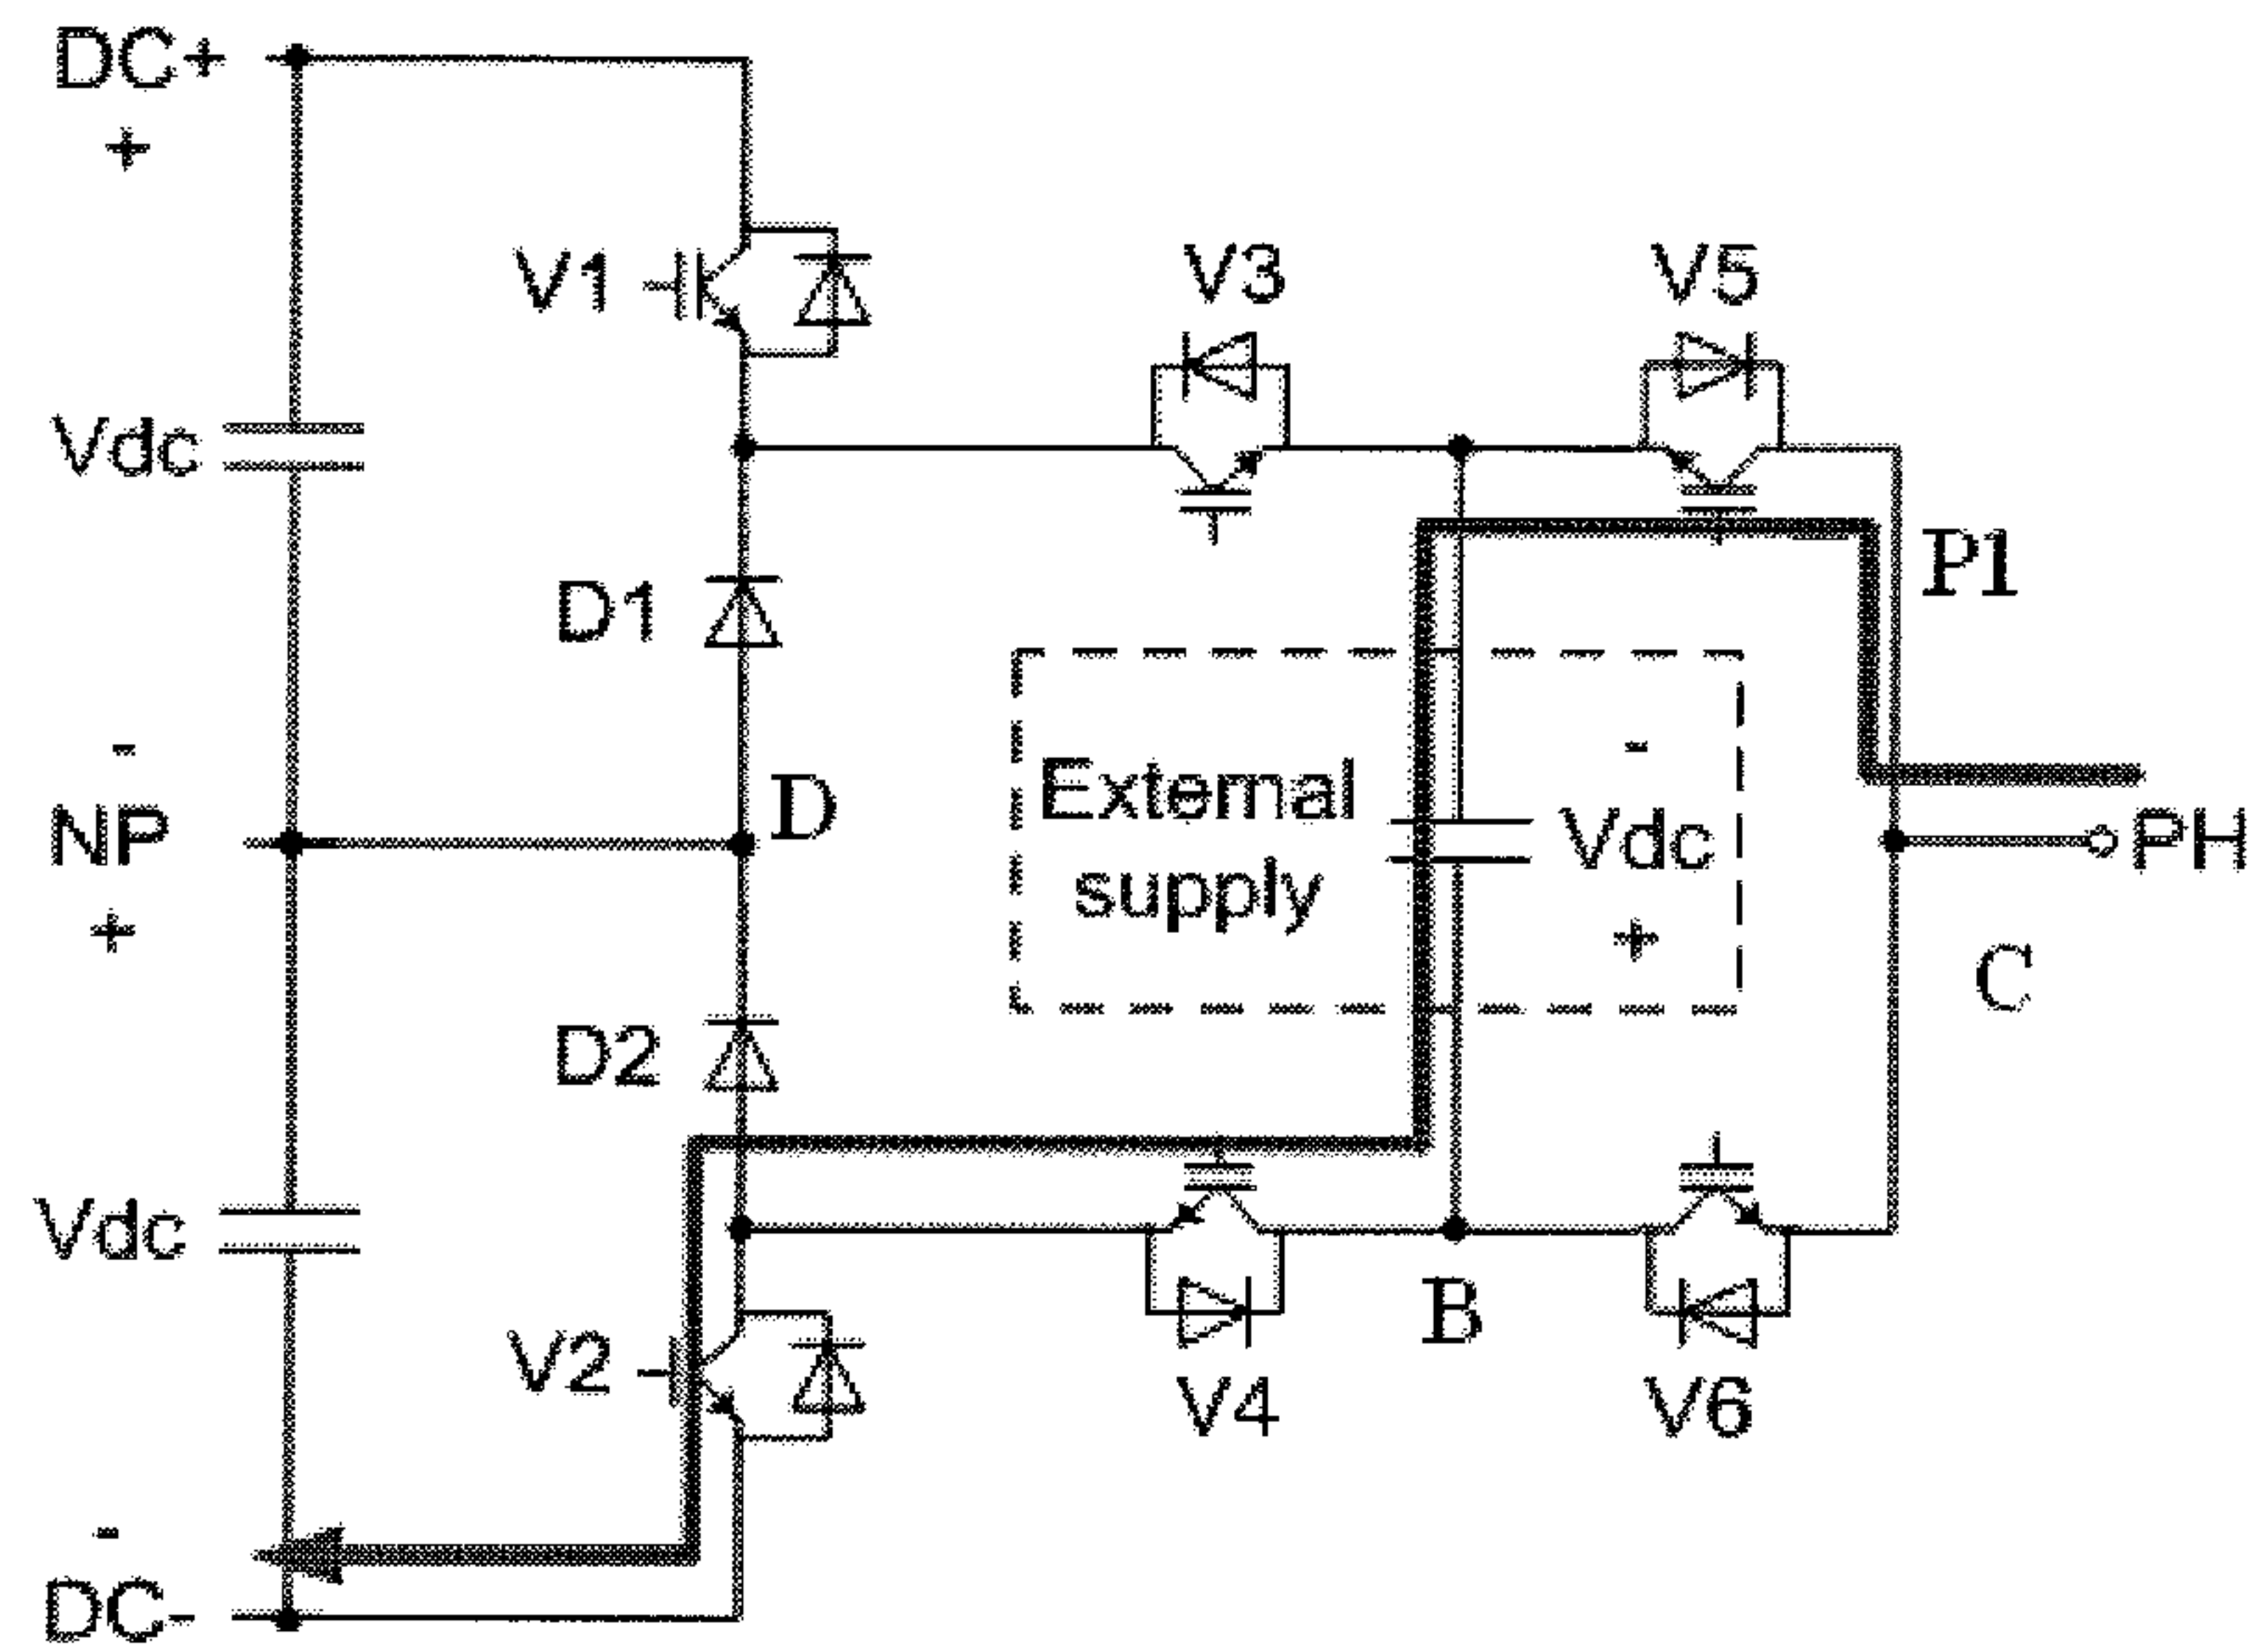 DC+
+
V1
V3
V5
Vdc
D1
P1
-
NP
D
External
supply
-
Vdc
+
PH
+
C
D2
Vdc
B
V2
V4
V6
-
DC-